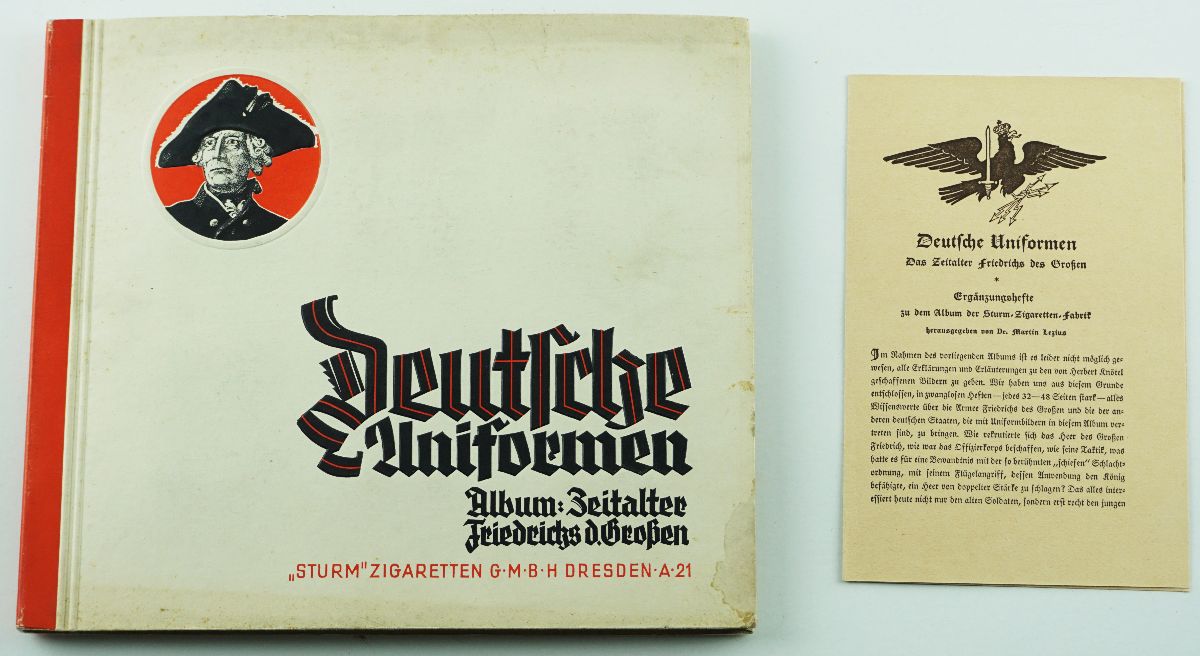 Deutsche
Uniformen
Album: Zeitalter
Friedrichs d. Großen
„STURM" ZIGARETTEN G·M·B·H DRESDEN·A·21
Deutsche Uniformen
Das Zeitalter Friedrichs des Großen
*
Ergänzungshefte
zu dem Album der Sturm-Zigaretten-Fabrik
herausgegeben von Dr. Martin Lezius
Im Rahmen des vorliegenden Albums ist es leider nicht möglich ge-
wesen, alle Erklärungen und Erläuterungen zu den von Herbert Knötel
geschaffenen Bildern zu geben. Wir haben uns aus diesem Grunde
entschlossen, in zwanglosen Heften — jedes 32—48 Seiten stark — alles
Wissenswerte über die Armee Friedrichs des Großen und die der an-
deren deutschen Staaten, die mit Uniformbildern in diesem Album ver-
treten sind, zu bringen. Wie rekrutierte sich das Heer des Großen
Friedrich, wie war das Offizierkorps beschaffen, wie seine Taktik, was
hatte es für eine Bewandtnis mit der so berühmten „schiefen" Schlacht-
ordnung, mit seinem Flügelangriff, dessen Anwendung den König
befähigte, ein Heer von doppelter Stärke zu schlagen? Das alles inter-
essiert heute nicht nur den alten Soldaten, sondern erst recht den jungen